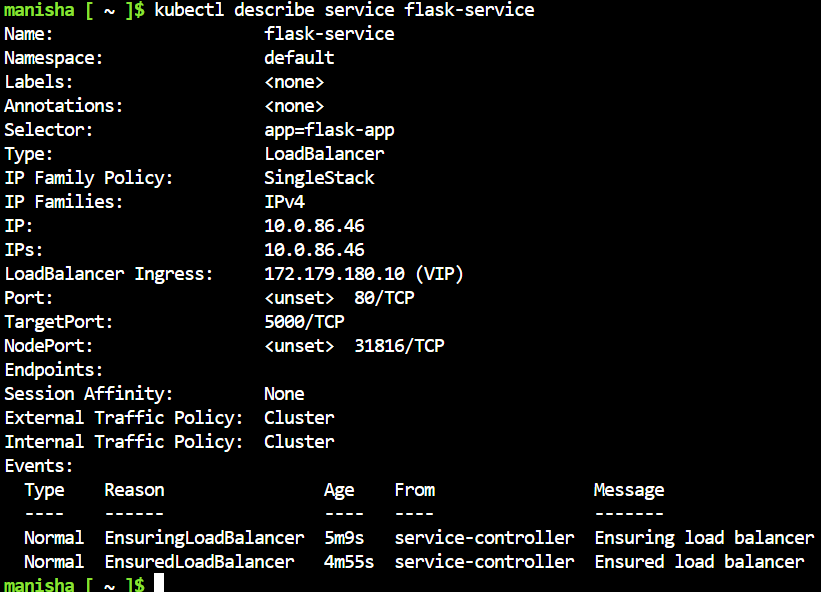 manisha [ ~ ]$ kubectl describe service flask-service
Name:                     flask-service
Namespace:                default
Labels:                   <none>
Annotations:              <none>
Selector:                 app=flask-app
Type:                     LoadBalancer
IP Family Policy:         SingleStack
IP Families:              IPv4
IP:                       10.0.86.46
IPs:                      10.0.86.46
LoadBalancer Ingress:     172.179.180.10 (VIP)
Port:                     <unset>  80/TCP
TargetPort:               5000/TCP
NodePort:                 <unset>  31816/TCP
Endpoints:
Session Affinity:         None
External Traffic Policy:  Cluster
Internal Traffic Policy:  Cluster
Events:
  Type    Reason                Age    From                Message
  ----    ------                ----   ----                -------
  Normal  EnsuringLoadBalancer  5m9s   service-controller  Ensuring load balancer
  Normal  EnsuredLoadBalancer   4m55s  service-controller  Ensured load balancer
manisha [ ~ ]$